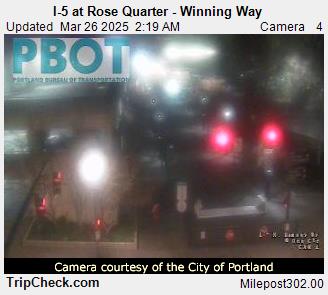 I-5 at Rose Quarter - Winning Way
Updated Mar 26 2025 2:19 AM Camera 4
PBOT
PORTLAND BUREAU OF TRANSPORTATION
Camera courtesy of the City of Portland
TripCheck.com Milepost302.00